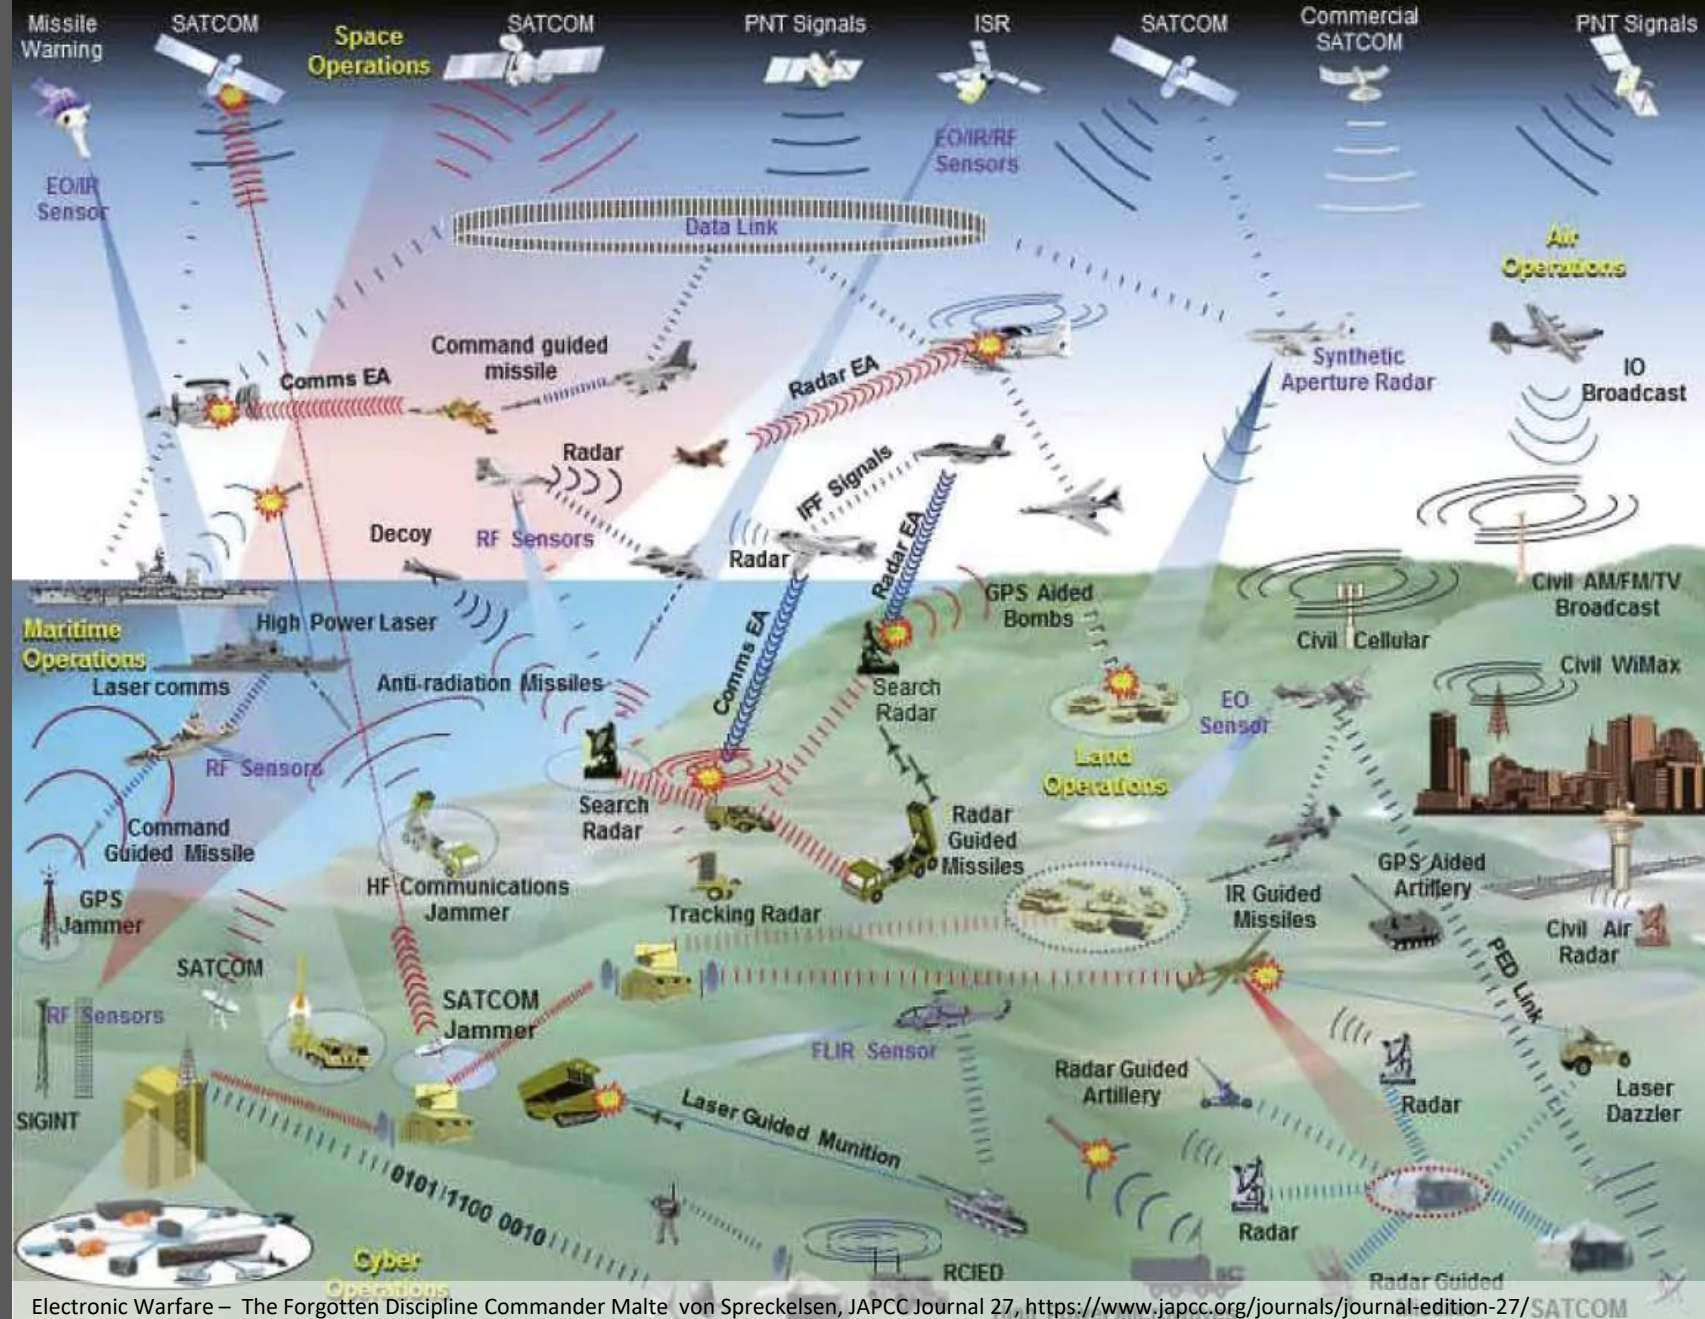 Missile
Warning
SATCOM
Space
Operations
SATCOM
PNT Signals
ISR
SATCOM
Commercial
SATCOM
PNT Signals
EO/IR
Sensor
EO/IR/RF
Sensors
Data Link
Air
Operations
Comms EA
Command guided
missile
Radar EA
Synthetic
Aperture Radar
IO
Broadcast
Radar
IFF Signals
Decoy
RF Sensors
Radar
Radar EA
GPS Aided
Bombs
Civil AM/FM/TV
Broadcast
Civil Cellular
Maritime
Operations
High Power Laser
Laser comms
Anti-radiation Missiles
Comms EA
Search
Radar
EO
Sensor
Civil WiMax
RF Sensors
Land
Operations
Command
Guided Missile
Search
Radar
Radar
Guided
Missiles
GPS
Jammer
HF Communications
Jammer
Tracking Radar
IR Guided
Missiles
GPS Aided
Artillery
Civil Air
Radar
SATCOM
SATCOM
Jammer
PED Link
RF Sensors
FLIR Sensor
SIGINT
Radar Guided
Artillery
Radar
Laser
Dazzler
Laser Guided Munition
0101 1100 0010
Radar
Cyber
Operations
RCIED
Radar Guided
SATCOM
Electronic Warfare – The Forgotten Discipline Commander Malte von Spreckelsen, JAPCC Journal 27, https://www.japcc.org/journals/journal-edition-27/